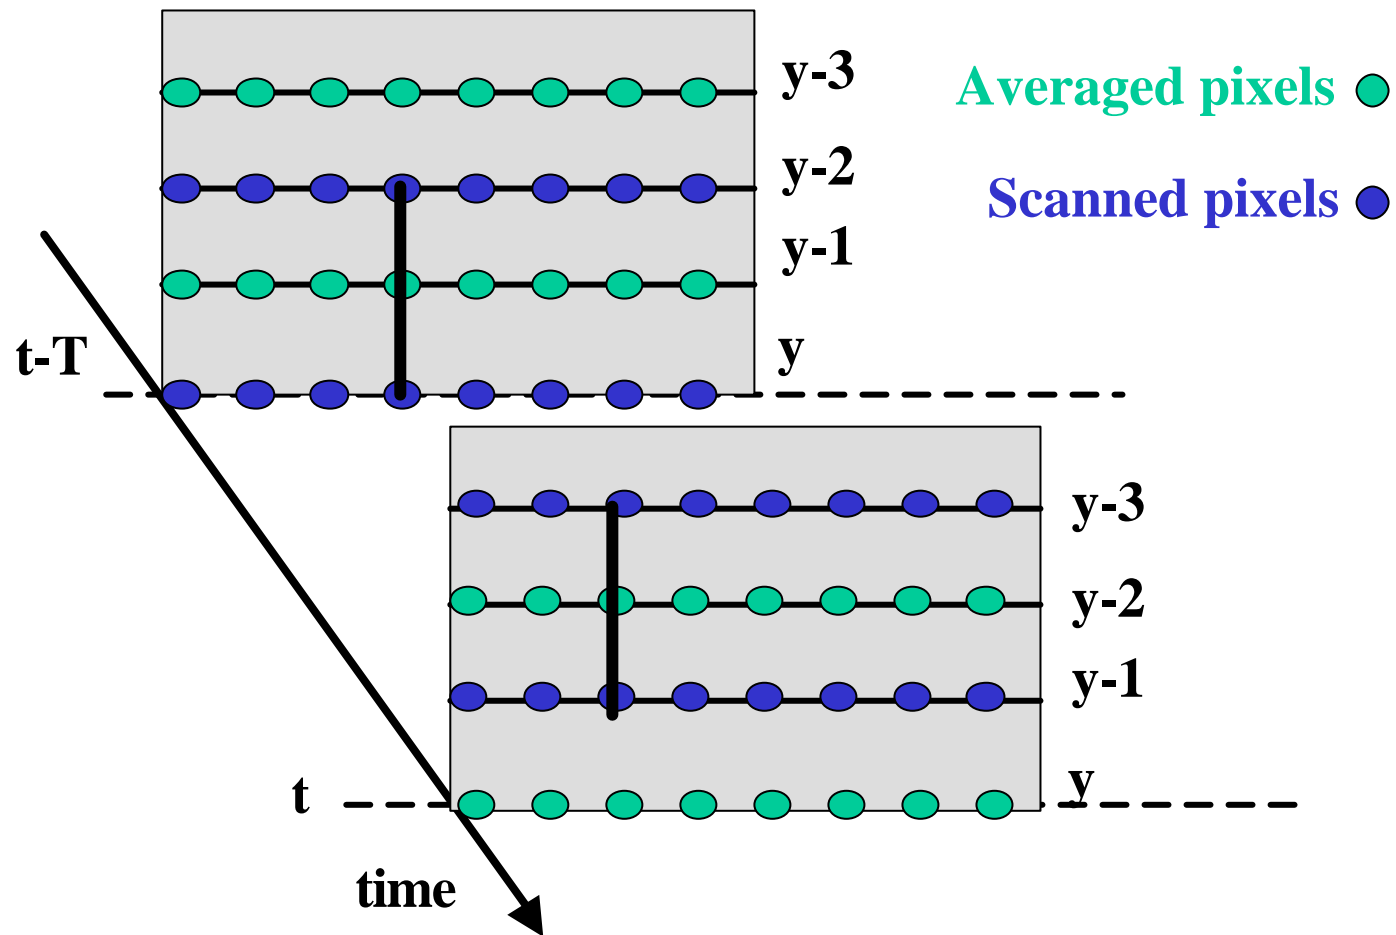 y-3
Averaged pixels
y-2
Scanned pixels
y-1
t-T
y
y-3
y-2
y-1
t
y
time